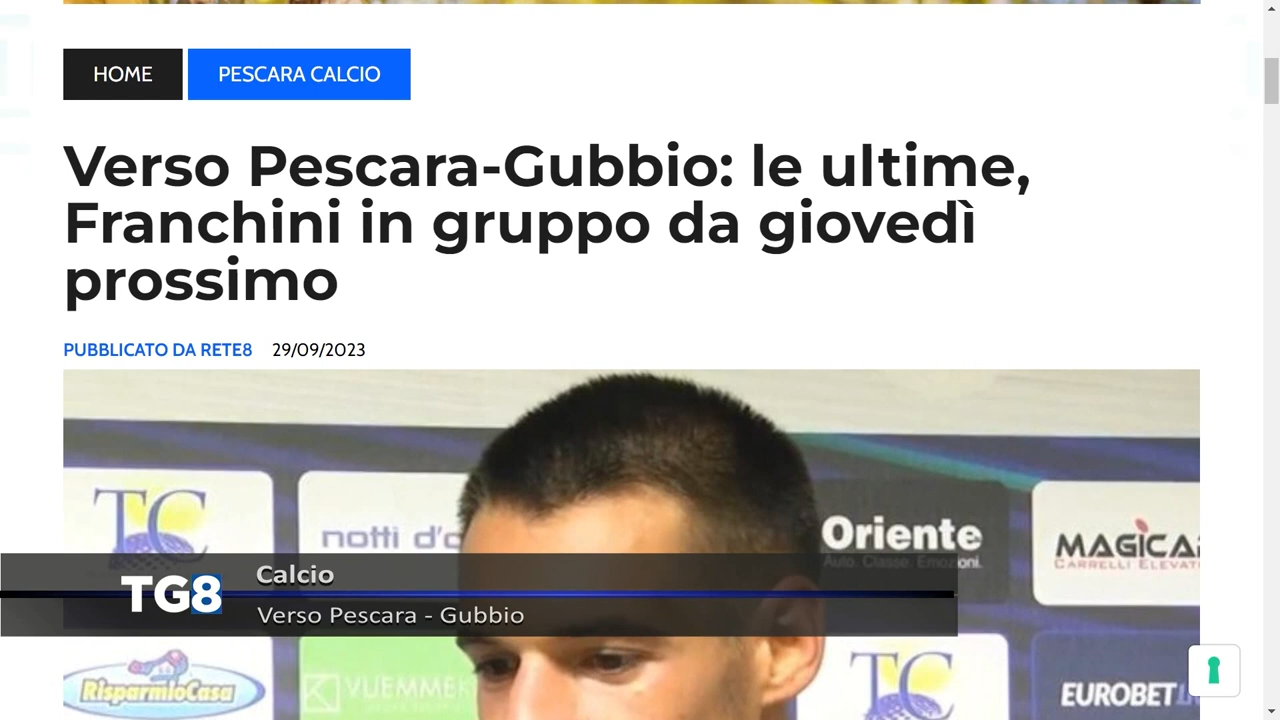 HOME
PESCARA CALCIO
Verso Pescara-Gubbio: le ultime,
Franchini in gruppo da giovedì
prossimo
PUBBLICATO DA RETE8 29/09/2023
TC
notti d'o
Oriente
Auto. Classe. Emozioni.
MAGICA
CARRELLI ELEVAT
TG8
Calcio
Verso Pescara - Gubbio
RisparmioCasa
VUEMME
TC
EUROBET